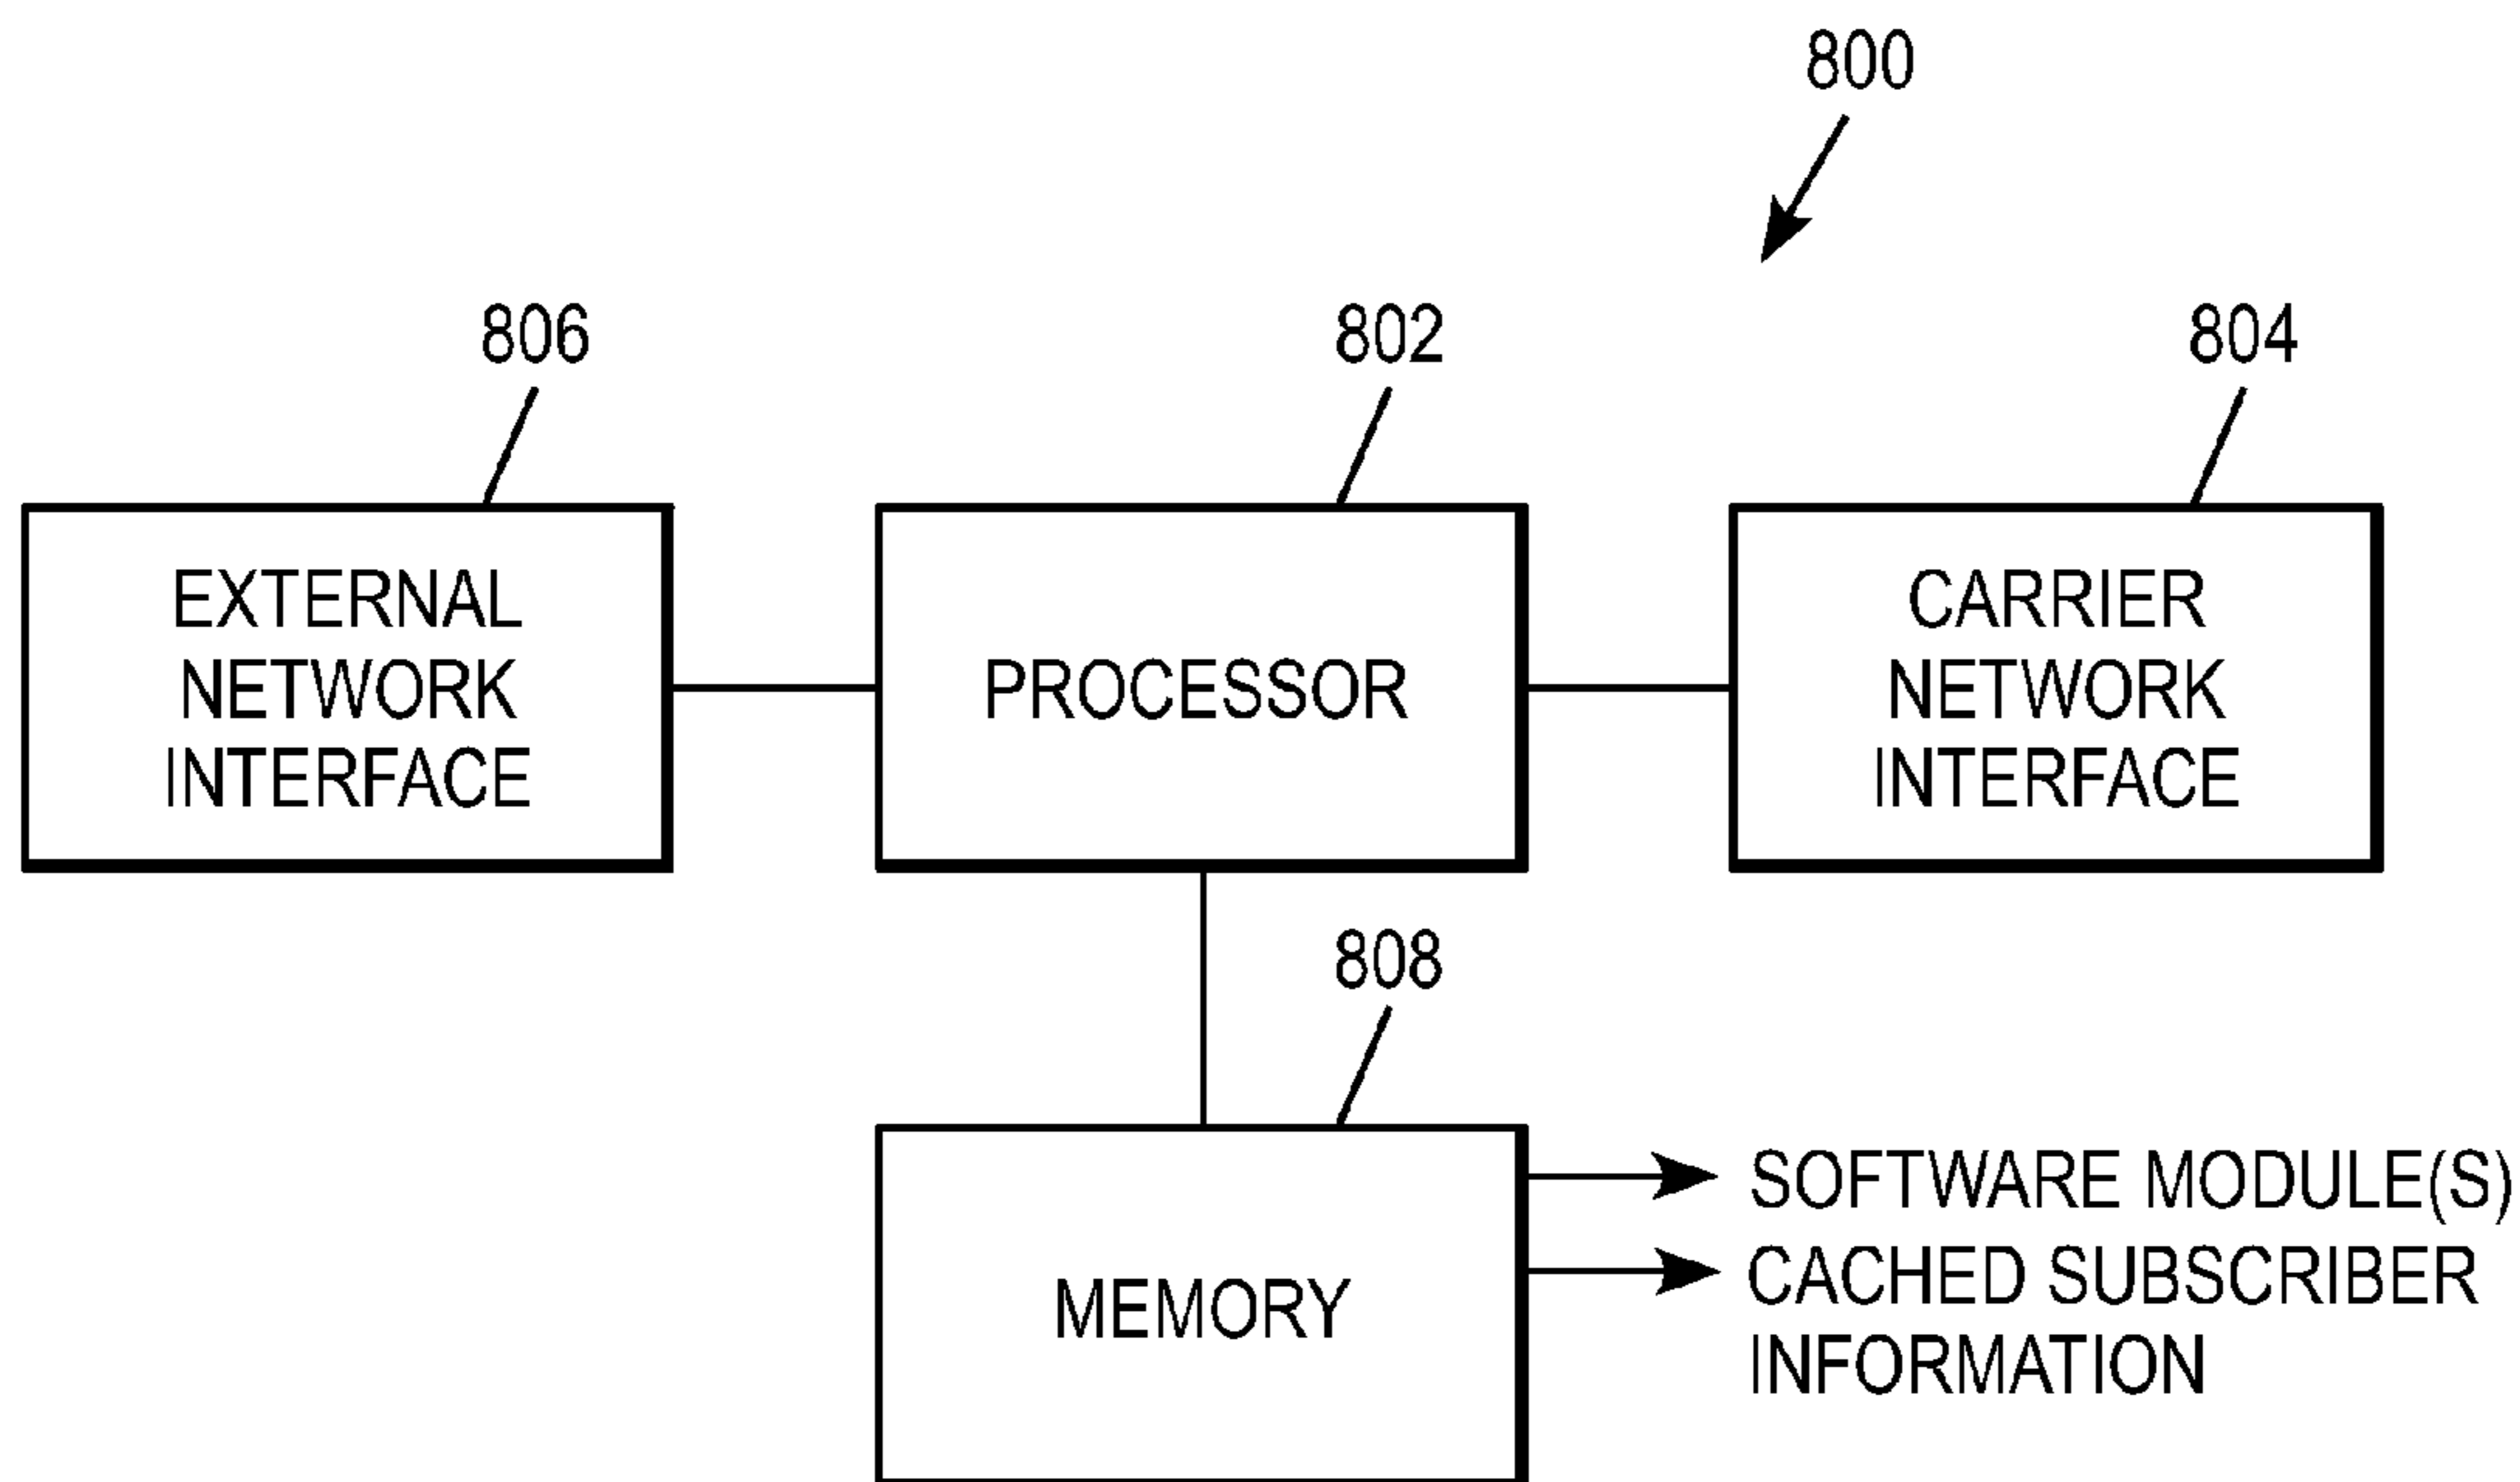 800
806
802
804
EXTERNAL
NETWORK
INTERFACE
PROCESSOR
CARRIER
NETWORK
INTERFACE
808
MEMORY
SOFTWARE MODULE(S)
CACHED SUBSCRIBER
INFORMATION